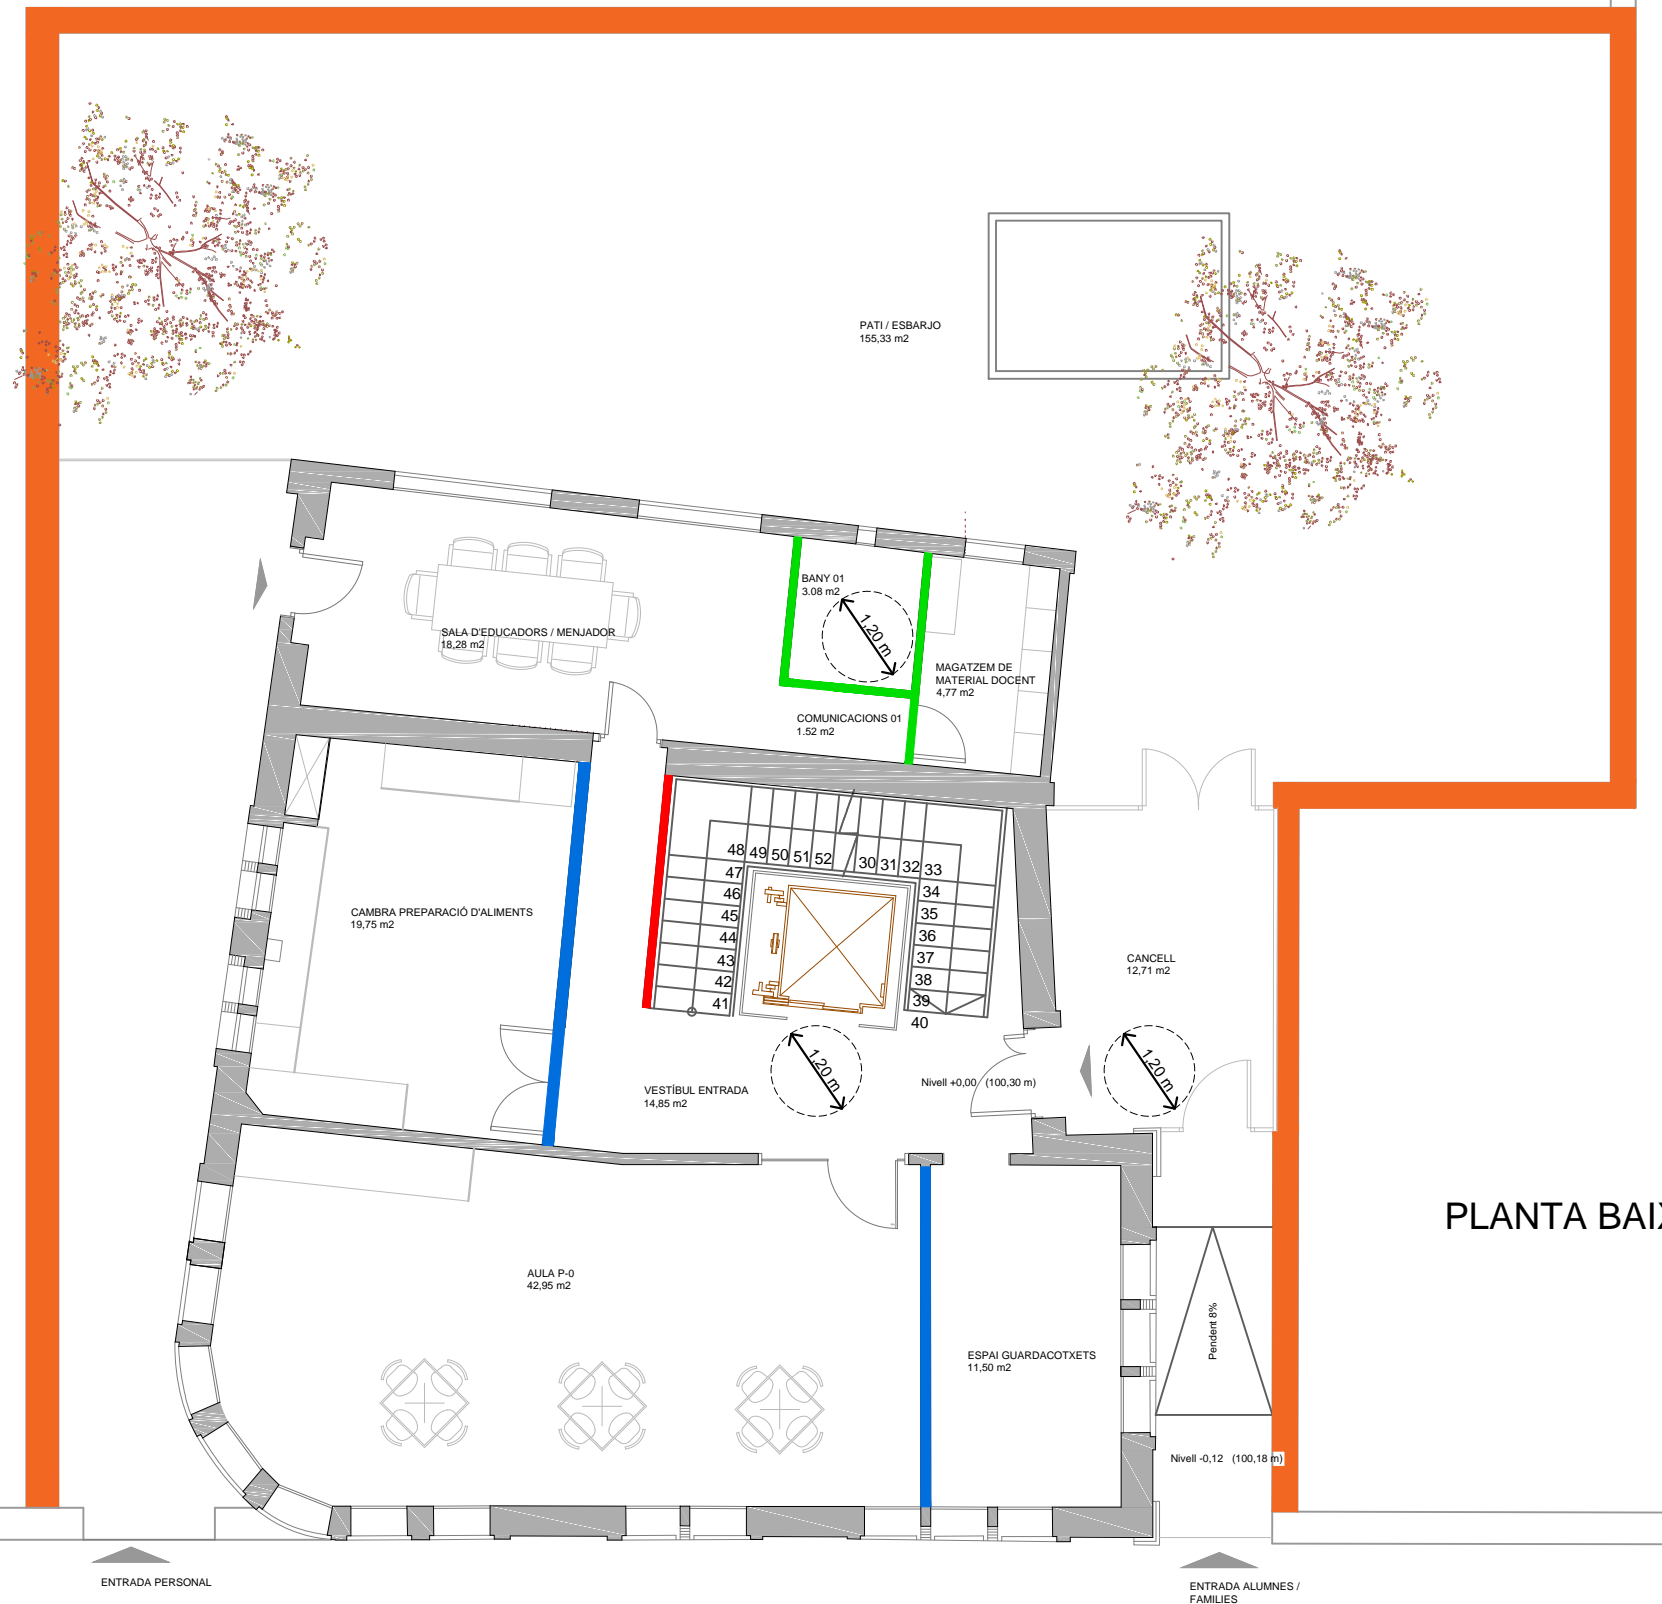 PATI / ESBARJO
155,33 m2
BANY 01
3.08 m2
1,20 m
SALA D'EDUCADORS / MENJADOR
18,28 m2
MAGATZEM DE
MATERIAL DOCENT
4,77 m2
COMUNICACIONS 01
1.52 m2
48 49 50 51 52 30 31 32 33
47 34
46 35
45 36
44 37
43 38
42 39
41 40
CAMBRA PREPARACIÓ D'ALIMENTS
19,75 m2
CANCELL
12,71 m2
1,20 m
1,20 m
Nivell +0,00 (100,30 m)
VESTÍBUL ENTRADA
14,85 m2
PLANTA BAIX
AULA P-0
42,95 m2
ESPAI GUARDACOTXETS
11,50 m2
Pendent 8%
Nivell -0,12 (100,18 m)
ENTRADA PERSONAL
ENTRADA ALUMNES /
FAMILIES